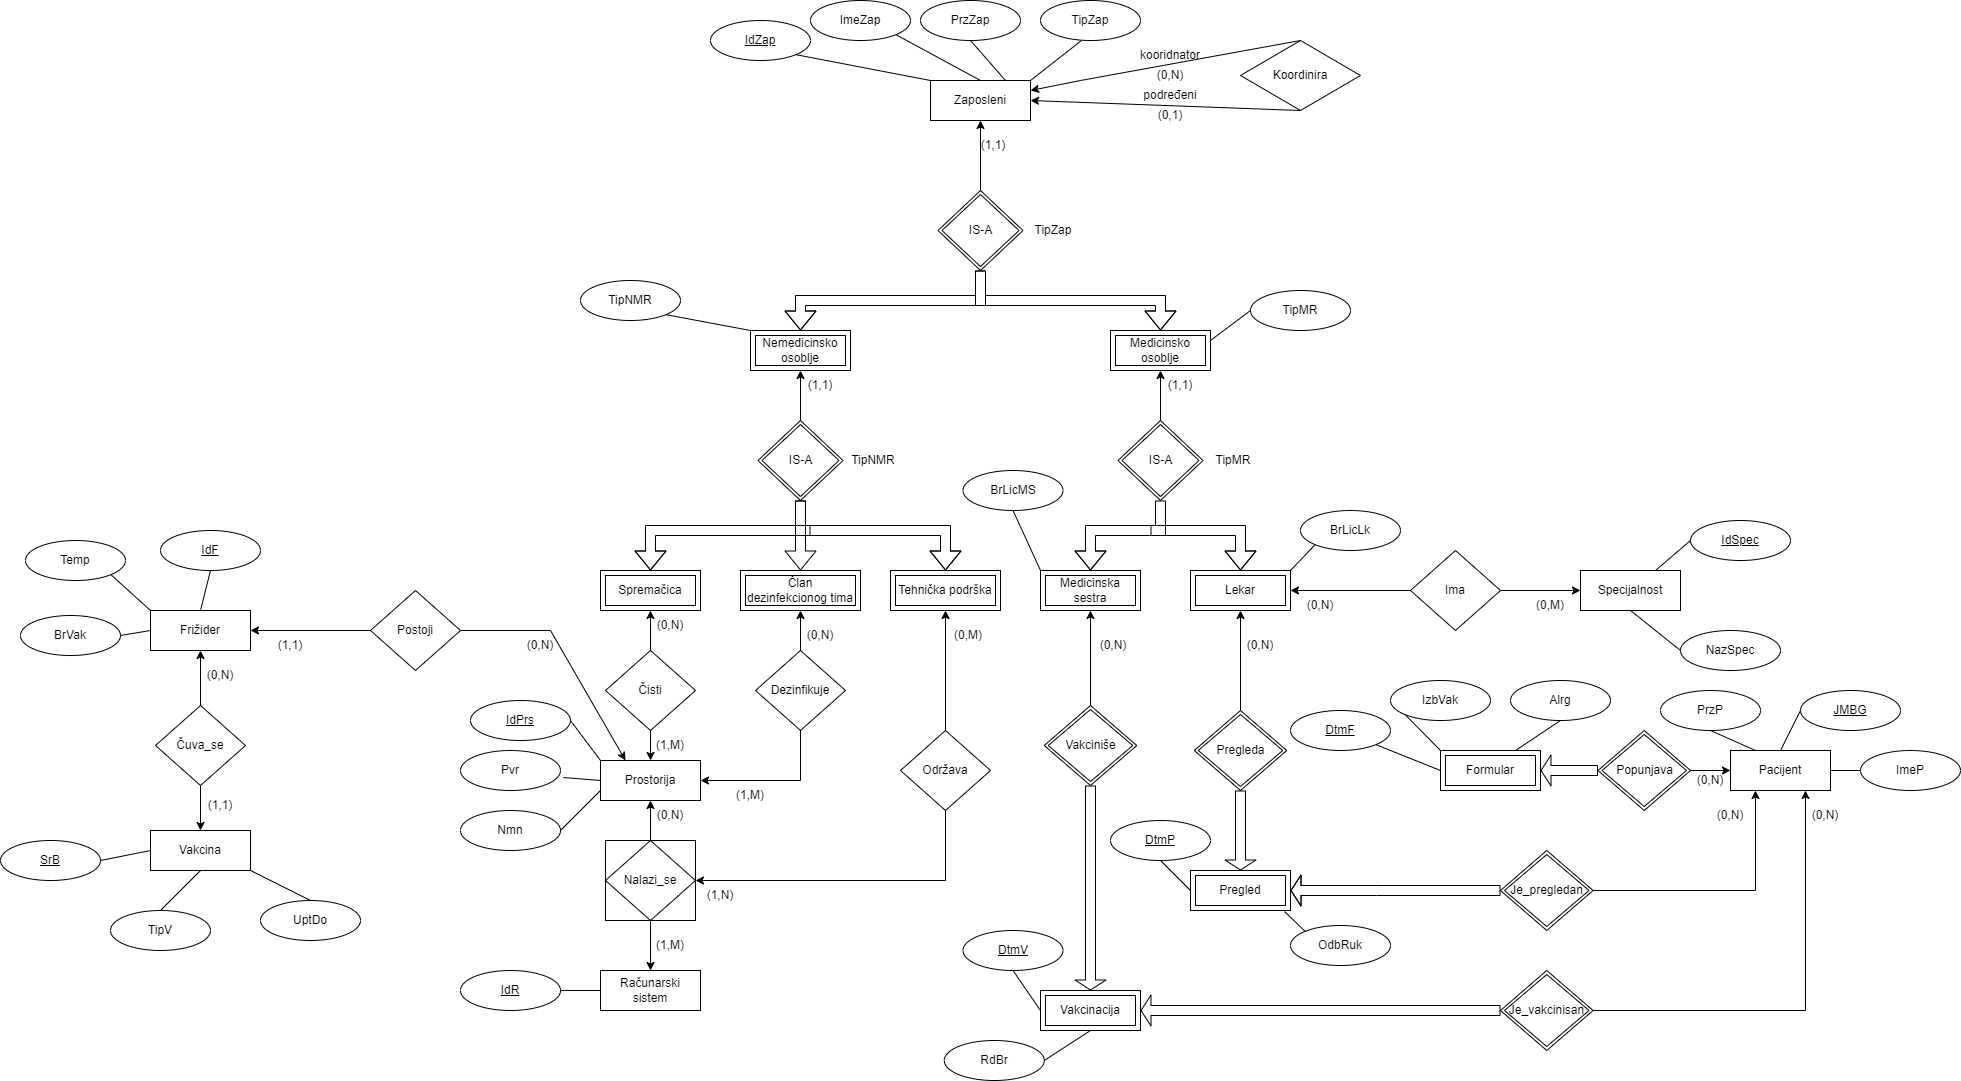 ImeZap
PrzZap
TipZap
IdZap
kooridnator
(0,N)
Koordinira
podređeni
(0,1)
Zaposleni
(1,1)
IS-A
TipZap
TipNMR
TipMR
Nemedicinsko
osoblje
Medicinsko
osoblje
(1,1)
(1,1)
IS-A
TipNMR
IS-A
TipMR
BrLicMS
BrLicLk
IdSpec
Temp
IdF
Spremačica
Član
dezinfekcionog tima
Tehnička podrška
Medicinska
sestra
Lekar
(0,N)
Ima
(0,M)
Specijalnost
BrVak
Frižider
(1,1)
Postoji
(0,N)
(0,N)
(0,N)
(0,M)
(0,N)
(0,N)
NazSpec
(0,N)
Čisti
Dezinfikuje
IzbVak
Alrg
PrzP
JMBG
IdPrs
DtmF
Čuva_se
(1,M)
Vakciniše
Pregleda
Pvr
Prostorija
(1,M)
Održava
Formular
Popunjava
(0,N)
Pacijent
ImeP
(1,1)
Nmn
(0,N)
(0,N)
(0,N)
SrB
Vakcina
DtmP
Nalazi_se
(1,N)
Pregled
Je_pregledan
TipV
UptDo
(1,M)
OdbRuk
DtmV
IdR
Računarski
sistem
Vakcinacija
Je_vakcinisan
RdBr